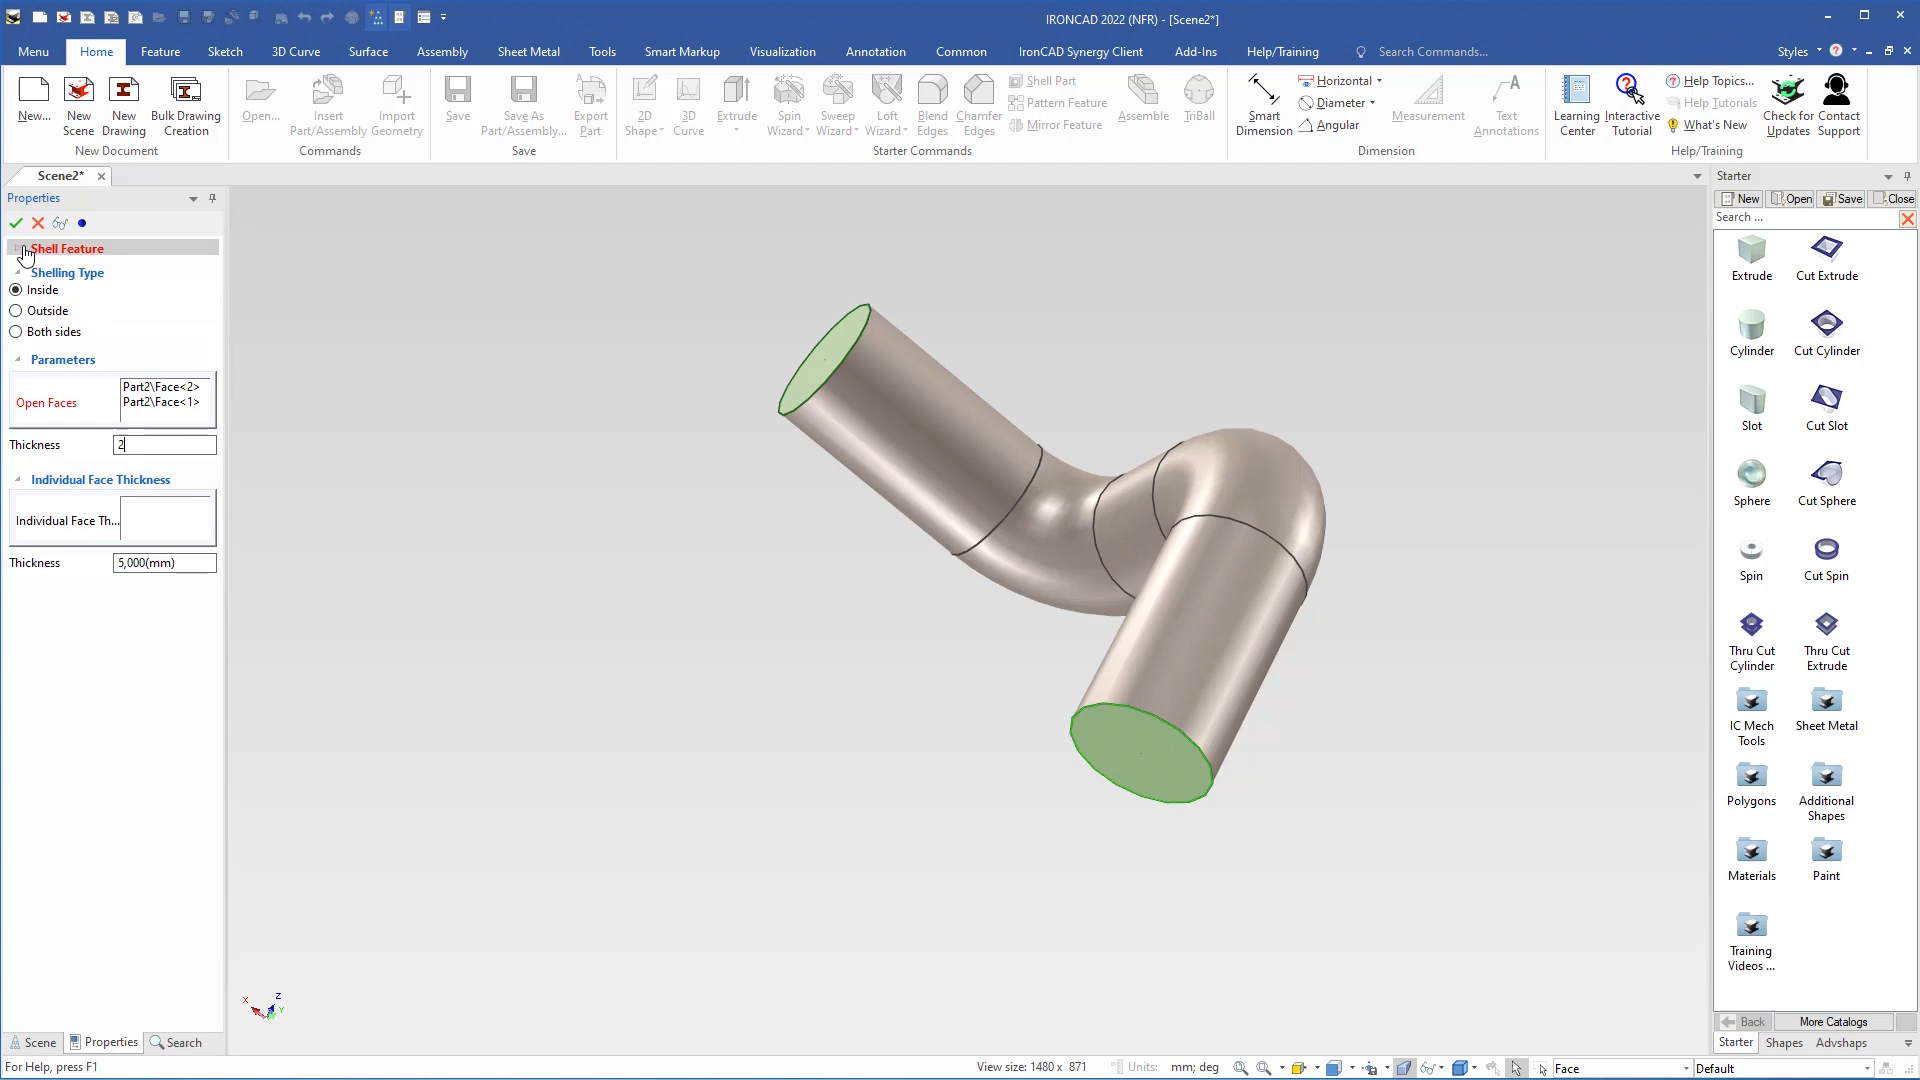 IRONCAD 2022 (NFR) - [Scene2*]
Menu Home Feature Sketch 3D Curve Surface Assembly Sheet Metal Tools Smart Markup Visualization Annotation Common IronCAD Synergy Client Add-Ins Help/Training Search Commands... Styles
New...
New Scene
New Drawing
Bulk Drawing Creation
New Document
Open...
Insert Part/Assembly
Import Geometry
Commands
Save
Save As Part/Assembly...
Export Part
Save
2D Shape
3D Curve
Extrude
Spin Wizard
Sweep Wizard
Loft Wizard
Blend Edges
Chamfer Edges
Shell Part
Pattern Feature
Mirror Feature
Assemble
TriBall
Starter Commands
Smart Dimension
Horizontal
Diameter
Angular
Measurement
Text Annotations
Dimension
Learning Center
Interactive Tutorial
Help Topics...
Help Tutorials
What's New
Check for Updates
Contact Support
Help/Training
Scene2*
Properties
Shell Feature
Shelling Type
Inside
Outside
Both sides
Parameters
Open Faces
Part2\Face<2>
Part2\Face<1>
Thickness 2
Individual Face Thickness
Individual Face Th...
Thickness 5,000(mm)
X Z Y
Scene Properties Search
Starter
New Open Save Close
Search ...
Extrude Cut Extrude
Cylinder Cut Cylinder
Slot Cut Slot
Sphere Cut Sphere
Spin Cut Spin
Thru Cut Cylinder
Thru Cut Extrude
IC Mech Tools
Sheet Metal
Polygons
Additional Shapes
Materials Paint
Training Videos ...
Back More Catalogs
Starter Shapes Advshaps
For Help, press F1
View size: 1480 x 871
Units: mm; deg
Face
Default